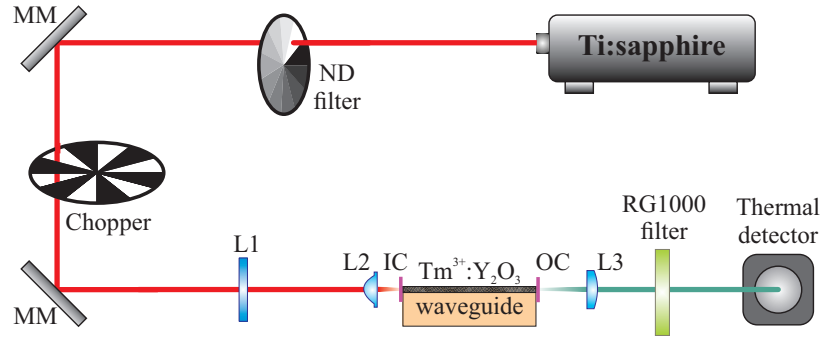 MM
Ti:sapphire
ND
filter
Chopper
RG1000
filter
Thermal
detector
L1
L2
IC
Tm³⁺:Y₂O₃
OC
L3
waveguide
MM